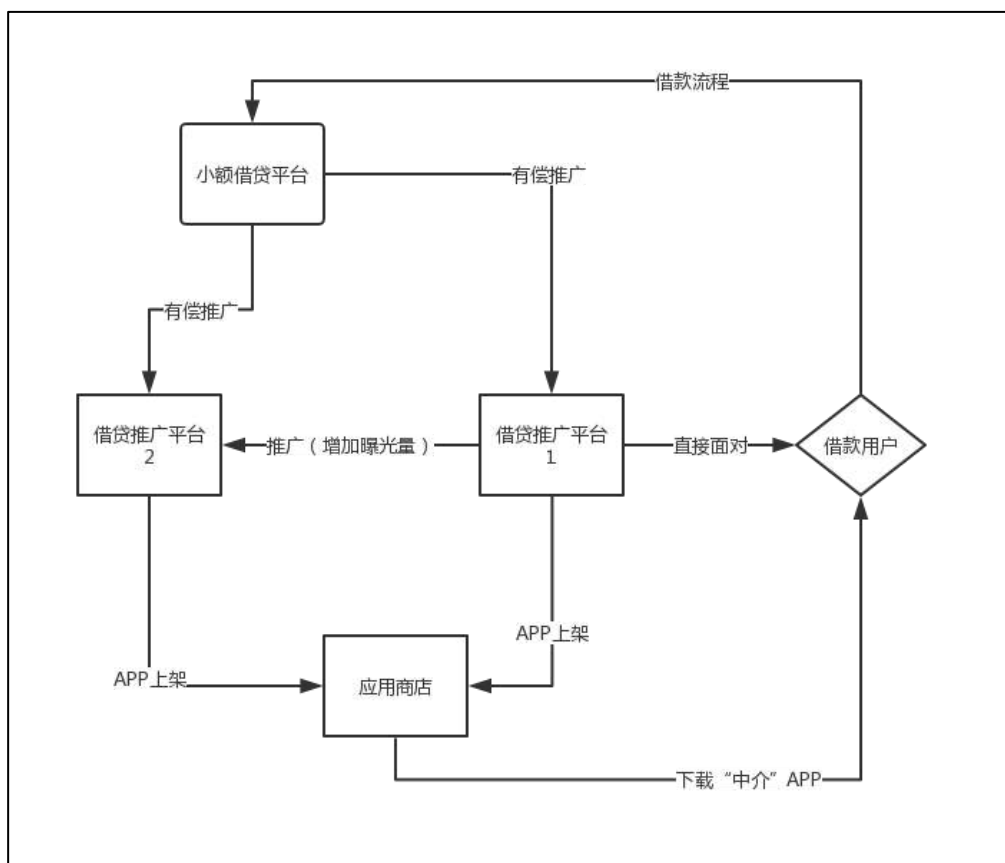 借款流程
小额借贷平台
有偿推广
有偿推广
借贷推广平台
2
推广（增加曝光量）
借贷推广平台
1
直接面对
借款用户
APP上架
APP上架
应用商店
下载“中介”APP